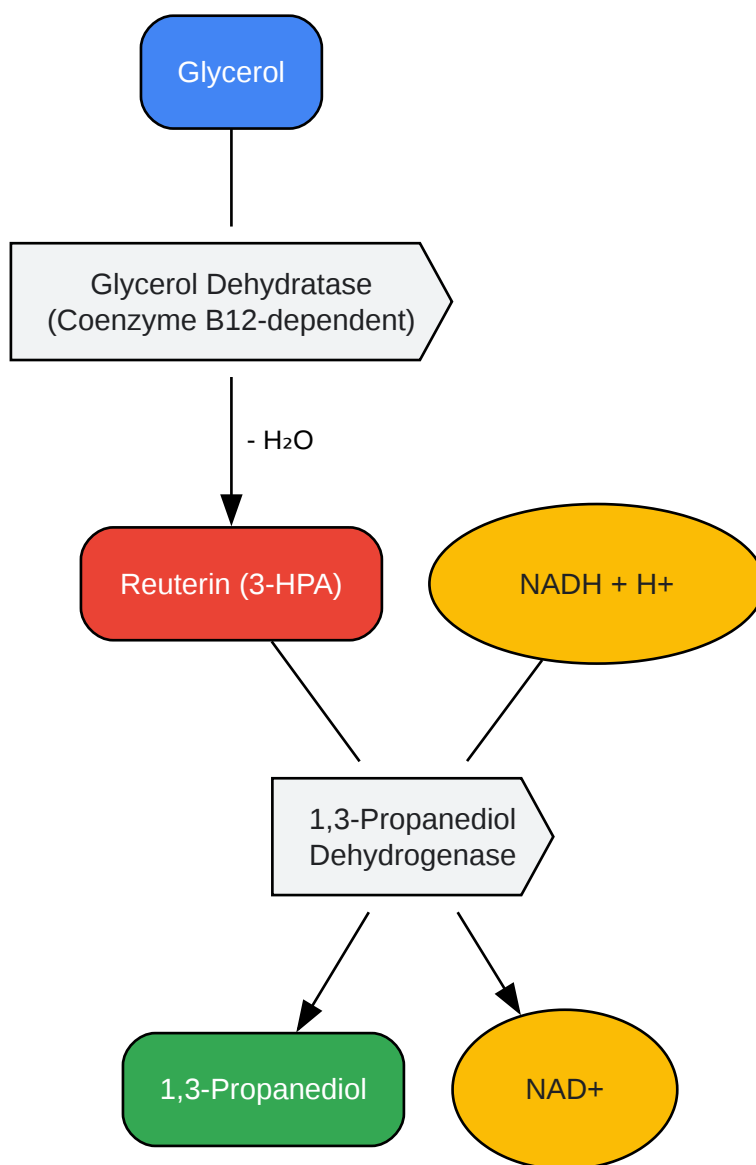 Glycerol
Glycerol Dehydratase
(Coenzyme B12-dependent)
- H₂O
Reuterin (3-HPA)
NADH + H+
1,3-Propanediol
Dehydrogenase
1,3-Propanediol
NAD+